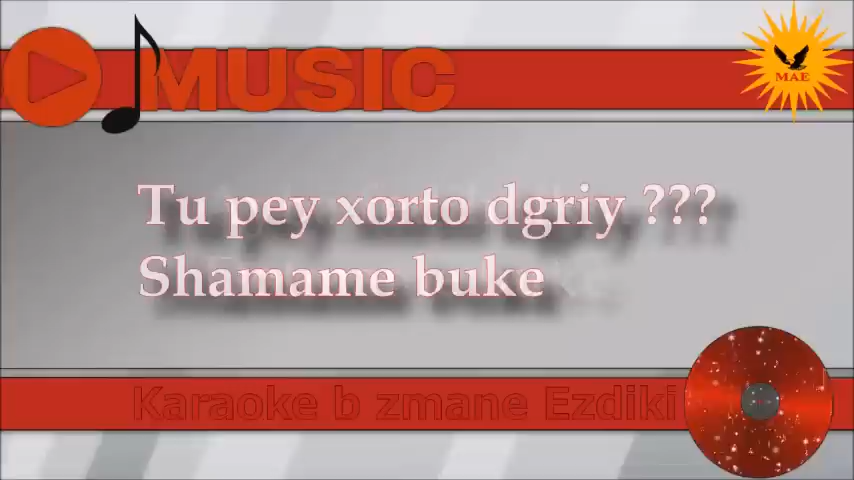 MUSIC
MAE
Tu pey xorto dgriy ???
Shamame buke
Karaoke b zmane Ezdiki